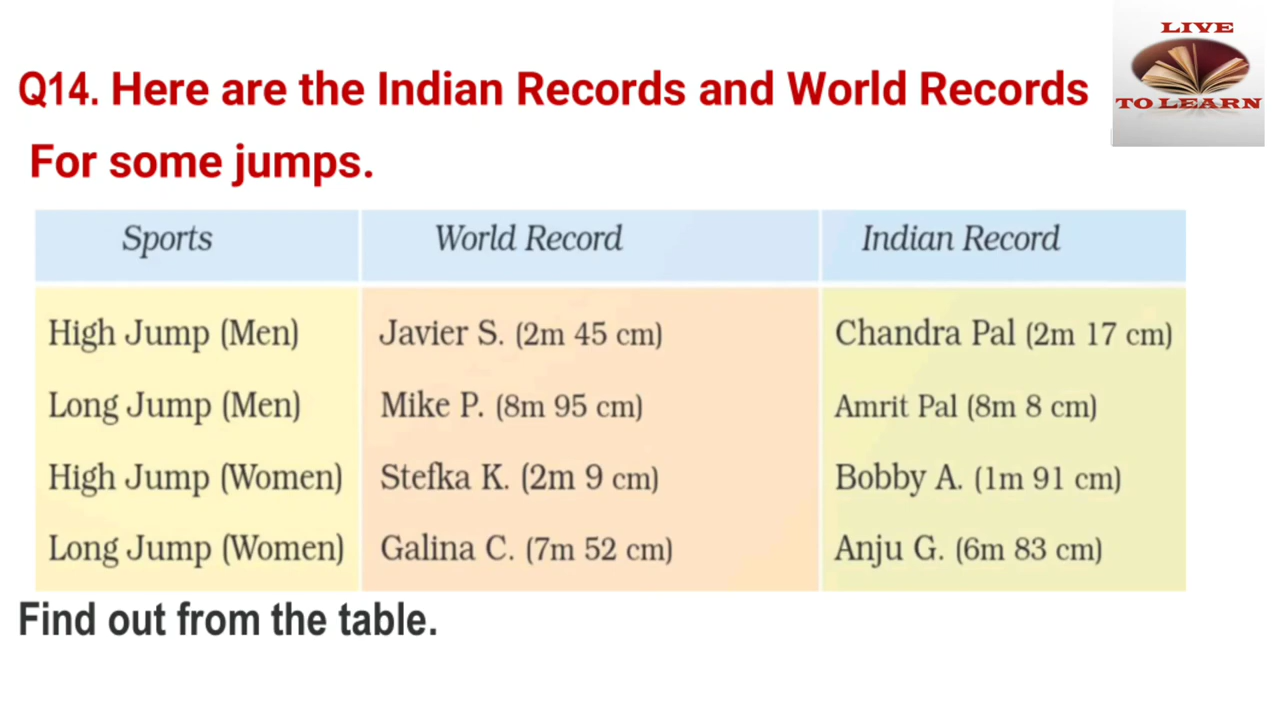 LIVE
TO LEARN
Q14. Here are the Indian Records and World Records
For some jumps.
Sports World Record Indian Record
High Jump (Men) Javier S. (2m 45 cm) Chandra Pal (2m 17 cm)
Long Jump (Men) Mike P. (8m 95 cm) Amrit Pal (8m 8 cm)
High Jump (Women) Stefka K. (2m 9 cm) Bobby A. (1m 91 cm)
Long Jump (Women) Galina C. (7m 52 cm) Anju G. (6m 83 cm)
Find out from the table.